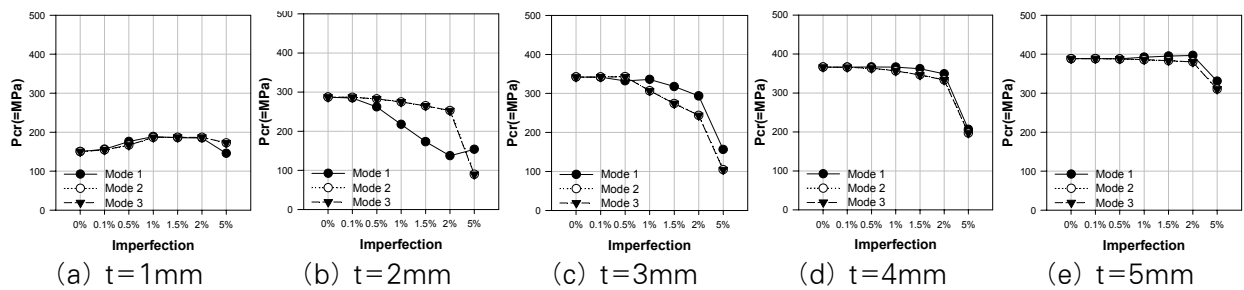 Pcr(=MPa)
500
400
300
200
100
0
Mode 1
Mode 2
Mode 3
0% 0.1% 0.5% 1% 1.5% 2% 5%
Imperfection
(a) t=1mm
Pcr(=MPa)
500
400
300
200
100
0
Mode 1
Mode 2
Mode 3
0% 0.1% 0.5% 1% 1.5% 2% 5%
Imperfection
(b) t=2mm
Pcr(=MPa)
500
400
300
200
100
0
Mode 1
Mode 2
Mode 3
0% 0.1% 0.5% 1% 1.5% 2% 5%
Imperfection
(c) t=3mm
Pcr(=MPa)
500
400
300
200
100
0
Mode 1
Mode 2
Mode 3
0% 0.1% 0.5% 1% 1.5% 2% 5%
Imperfection
(d) t=4mm
Pcr(=MPa)
500
400
300
200
100
0
Mode 1
Mode 2
Mode 3
0% 0.1% 0.5% 1% 1.5% 2% 5%
Imperfection
(e) t=5mm